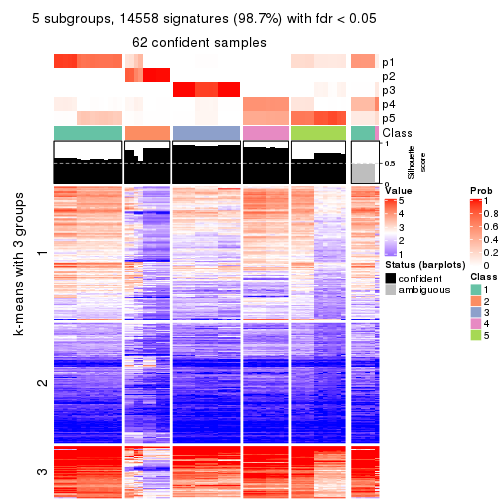 5 subgroups, 14558 signatures (98.7%) with fdr < 0.05
62 confident samples
p1
p2
p3
p4
p5
Class
1
0.5
0
Silhouette
score
k-means with 3 groups
1
2
3
Value
5
4
3
2
1
Status (barplots)
confident
ambiguous
Prob
1
0.8
0.6
0.4
0.2
0
Class
1
2
3
4
5